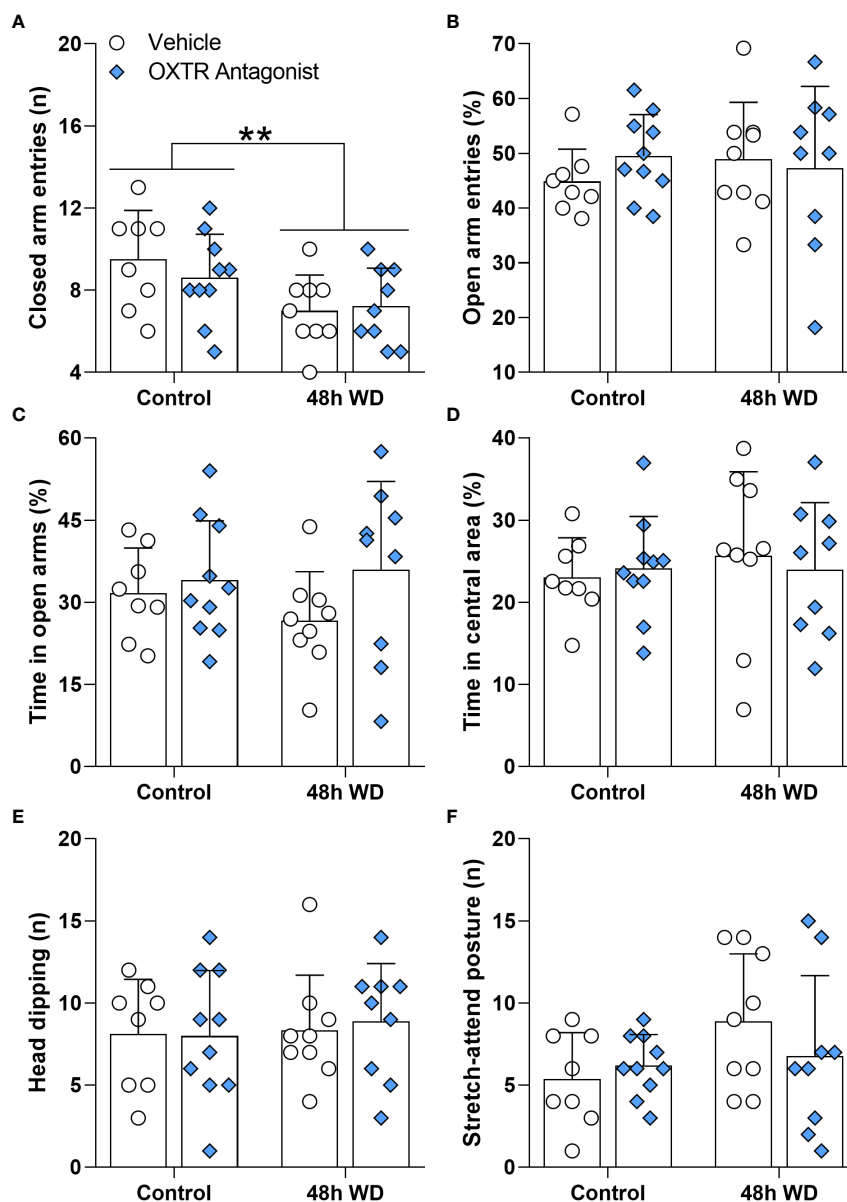 A
Closed arm entries (n)
20
16
12
8
4
Vehicle
OXTR Antagonist
**
Control
48h WD
B
Open arm entries (%)
70
60
50
40
30
20
10
Control
48h WD
C
Time in open arms (%)
60
45
30
15
0
Control
48h WD
D
Time in central area (%)
40
30
20
10
0
Control
48h WD
E
Head dipping (n)
20
15
10
5
0
Control
48h WD
F
Stretch-attend posture (n)
20
15
10
5
0
Control
48h WD